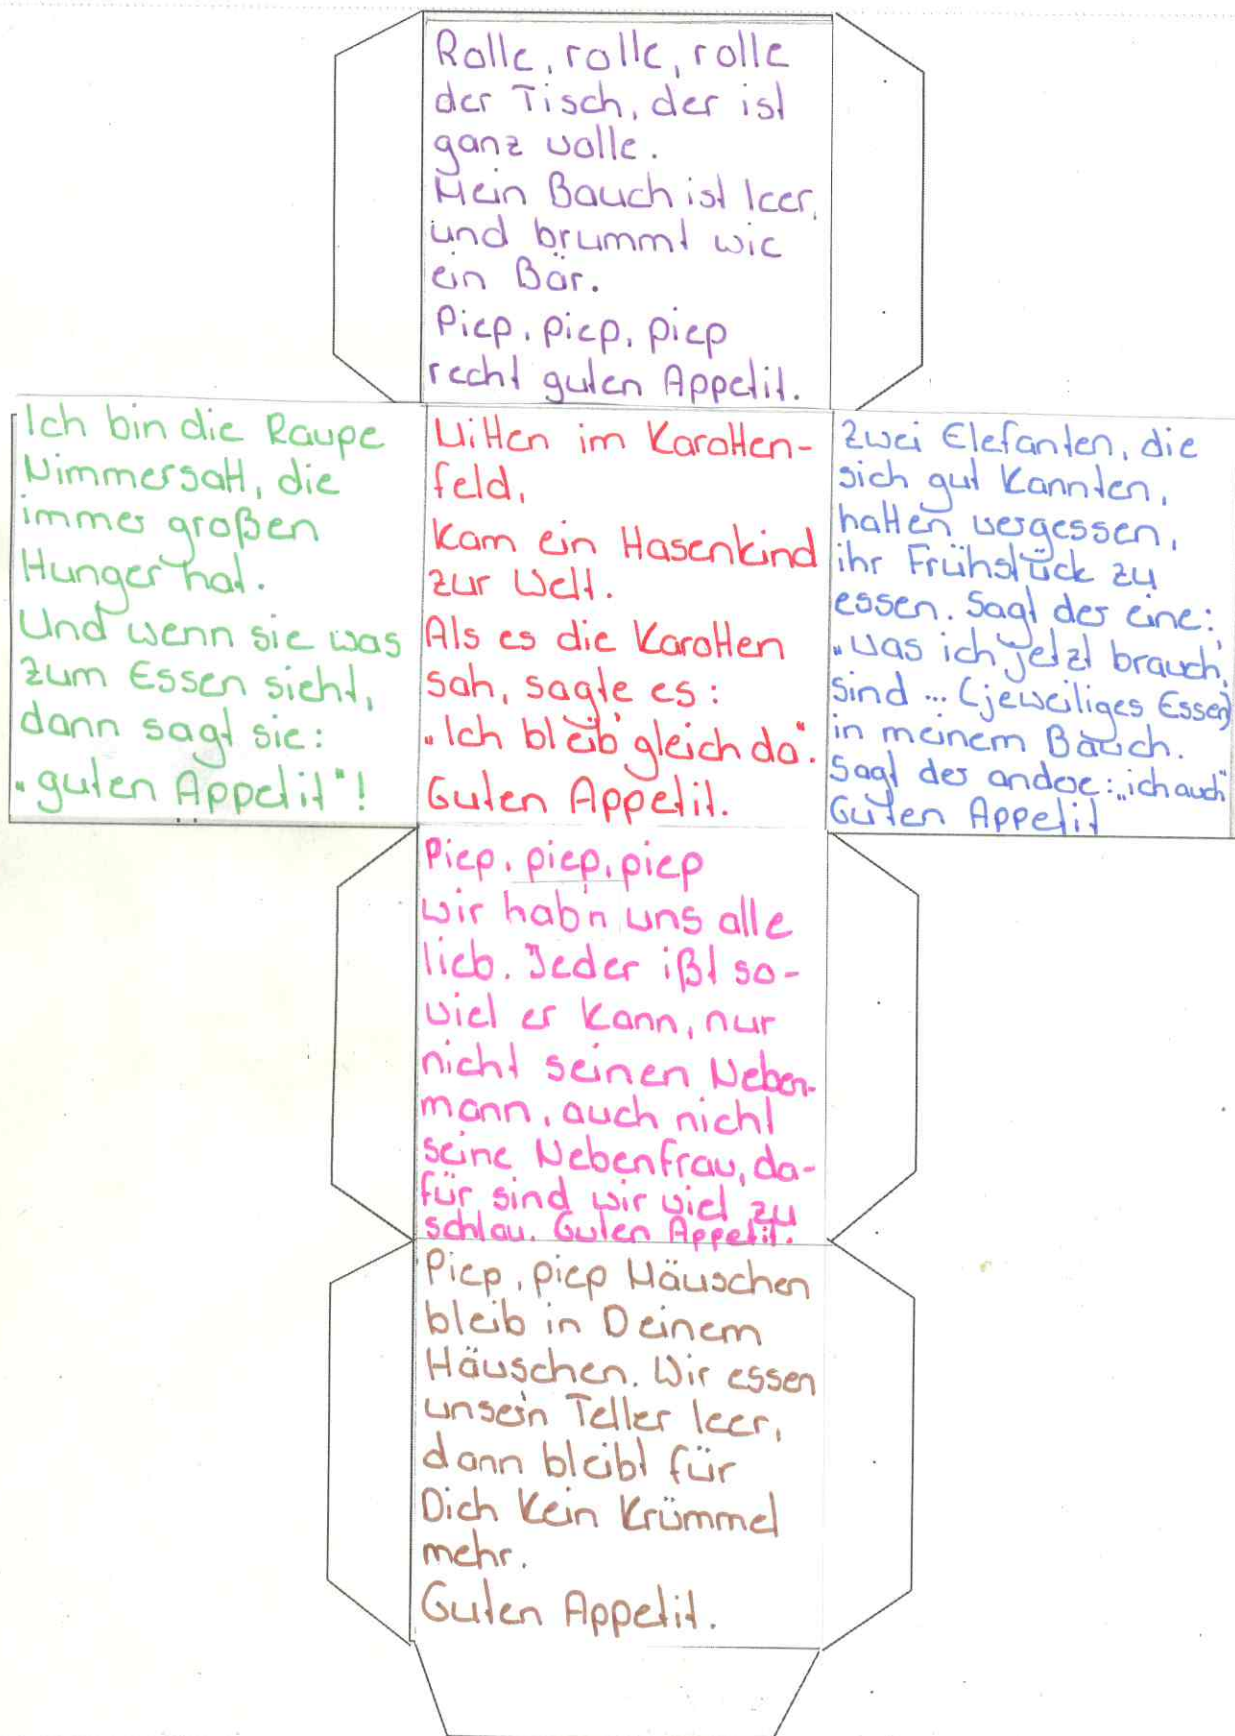 Rolle, rolle, rolle
der Tisch, der ist
ganz volle.
Mein Bauch ist leer,
und brummt wie
ein Bär.
Piep, piep, piep
recht guten Appetit.
Ich bin die Raupe
Nimmersatt, die
immer großen
Hunger hat.
Und wenn sie was
zum Essen sieht,
dann sagt sie:
"guten Appetit"!
Mitten im Karotten-
feld,
kam ein Hasenkind
zur Welt.
Als es die Karotten
sah, sagte es:
"Ich bleib' gleich da".
Guten Appetit.
Zwei Elefanten, die
sich gut kannten,
hatten vergessen,
ihr Frühstück zu
essen. Sagt der eine:
"Was ich jetzt brauch,
sind ... (jeweiliges Essen)
in meinem Bauch.
Sagt der andere: „ich auch"
Guten Appetit
Piep, piep, piep
wir hab'n uns alle
lieb. Jeder ißt so-
viel er kann, nur
nicht seinen Neben-
mann, auch nicht
seine Nebenfrau, da-
für sind wir viel zu
schlau. Guten Appetit.
Piep, piep Mäuschen
bleib in Deinem
Häuschen. Wir essen
unser'n Teller leer,
dann bleibt für
Dich kein Krümmel
mehr.
Guten Appetit.